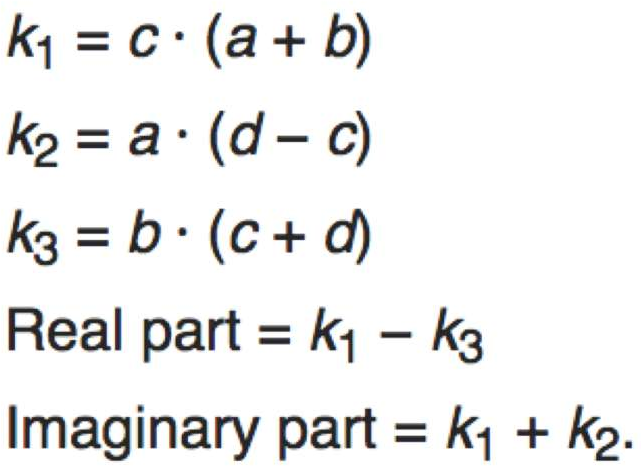 k₁ = c · (a + b)
k₂ = a · (d – c)
k₃ = b · (c + d)
Real part = k₁ – k₃
Imaginary part = k₁ + k₂.